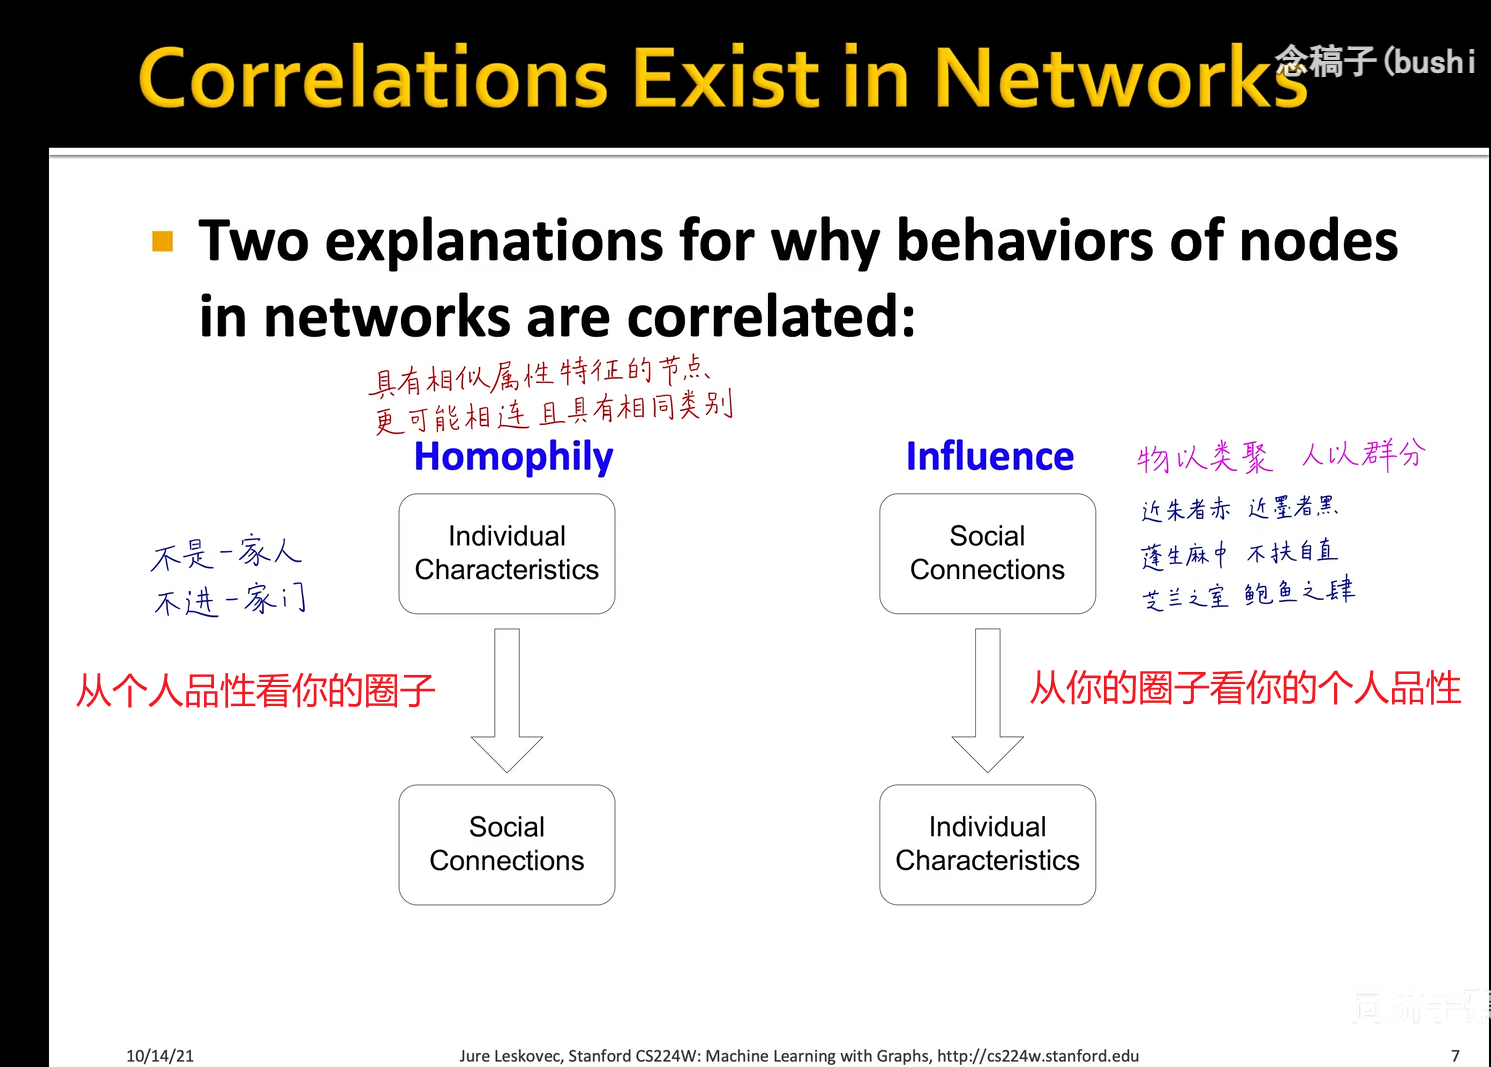 Correlations Exist in Networks
念稿子(bushi
Two explanations for why behaviors of nodes
in networks are correlated:
具有相似属性特征的节点、
更可能相连 且具有相同类别
Homophily
Influence
物以类聚 人以群分
Individual
Characteristics
Social
Connections
近朱者赤 近墨者黑
蓬生麻中 不扶自直
芝兰之室 鲍鱼之肆
不是一家人
不进一家门
从个人品性看你的圈子
从你的圈子看你的个人品性
Social
Connections
Individual
Characteristics
同济子豪
10/14/21
Jure Leskovec, Stanford CS224W: Machine Learning with Graphs, http://cs224w.stanford.edu
7